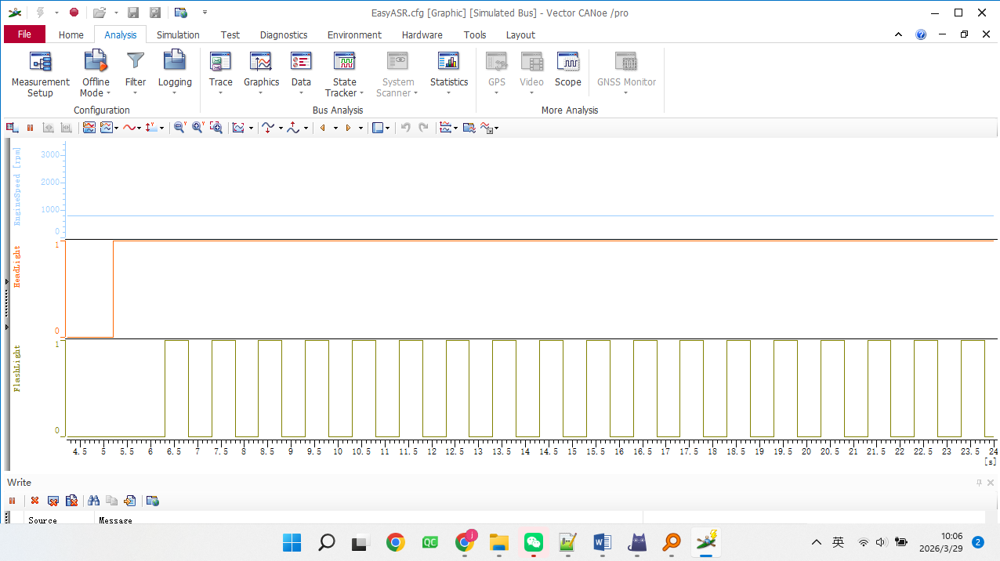 EasyASR.cfg [Graphic] [Simulated Bus] - Vector CANoe /pro
File Home Analysis Simulation Test Diagnostics Environment Hardware Tools Layout
Measurement Setup Offline Mode Filter Logging Trace Graphics Data State Tracker System Scanner Statistics GPS Video Scope GNSS Monitor
Configuration Bus Analysis More Analysis
EngineSpeed [rpm]
3000
2000
1000
0
HeadLight
1
0
FlashLight
1
0
4.5 5 5.5 6 6.5 7 7.5 8 8.5 9 9.5 10 10.5 11 11.5 12 12.5 13 13.5 14 14.5 15 15.5 16 16.5 17 17.5 18 18.5 19 19.5 20 20.5 21 21.5 22 22.5 23 23.5 24
[s]
Write
Source Message
QC
j
英
10:06
2026/3/29
2